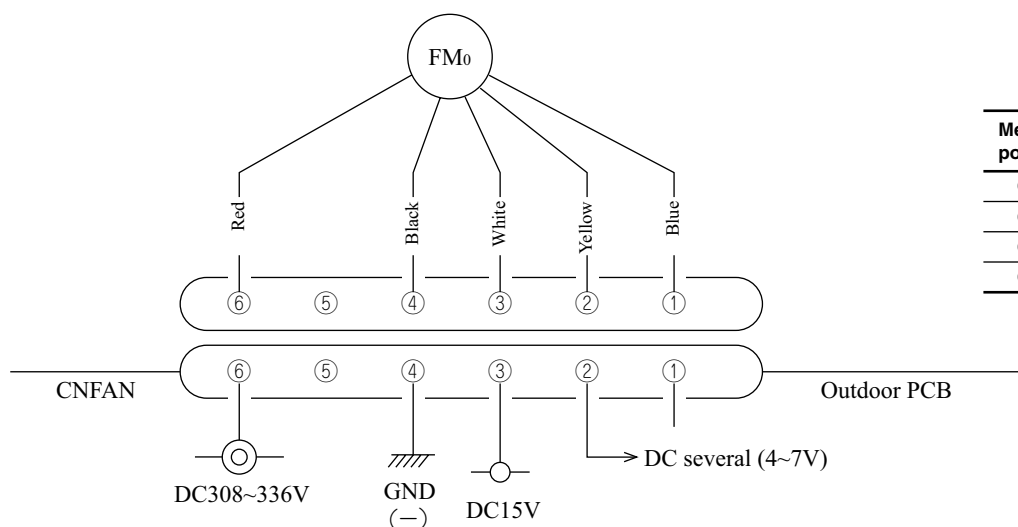 FM₀
Me
po
Red
Black
White
Yellow
Blue
⑥ ⑤ ④ ③ ② ①
⑥ ⑤ ④ ③ ② ①
CNFAN
Outdoor PCB
DC308~336V
GND
(－)
DC15V
DC several (4~7V)